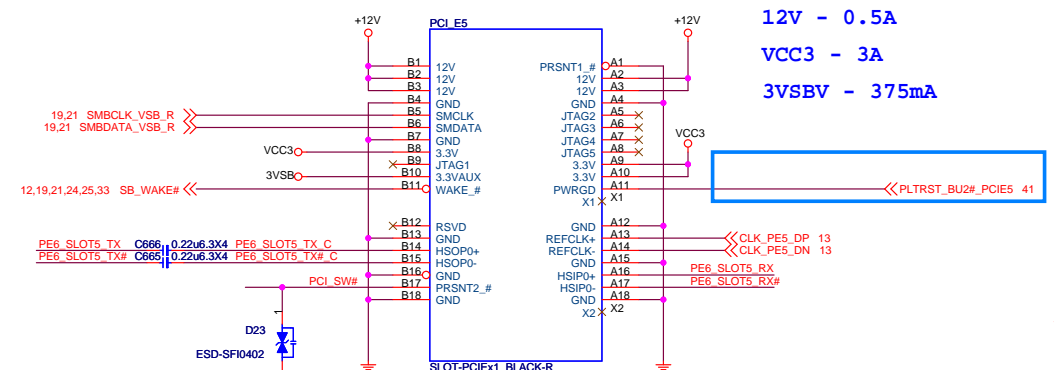 +12V PCI_E5 +12V 12V - 0.5A
VCC3 - 3A
3VSBV - 375mA
B1 12V PRSNT1_# A1
B2 12V 12V A2
B3 12V 12V A3
B4 GND GND A4
19,21 SMBCLK_VSB_R B5 SMCLK JTAG2 A5
19,21 SMBDATA_VSB_R B6 SMDATA JTAG3 A6
B7 GND JTAG4 A7 VCC3
VCC3 B8 3.3V JTAG5 A8
B9 JTAG1 3.3V A9
3VSB B10 3.3VAUX 3.3V A10
12,19,21,24,25,33 SB_WAKE# B11 WAKE_# PWRGD A11 PLTRST_BU2#_PCIE5 41
X1 X1
B12 RSVD GND A12
B13 GND REFCLK+ A13 CLK_PE5_DP 13
PE6_SLOT5_TX C666 0.22u6.3X4 PE6_SLOT5_TX_C B14 HSOP0+ REFCLK- A14 CLK_PE5_DN 13
PE6_SLOT5_TX# C665 0.22u6.3X4 PE6_SLOT5_TX#_C B15 HSOP0- GND A15
B16 GND HSIP0+ A16 PE6_SLOT5_RX
PCI_SW# B17 PRSNT2_# HSIP0- A17 PE6_SLOT5_RX#
B18 GND GND A18
X2 X2
1
D23
ESD-SFI0402
SLOT-PCIEx1_BLACK-R